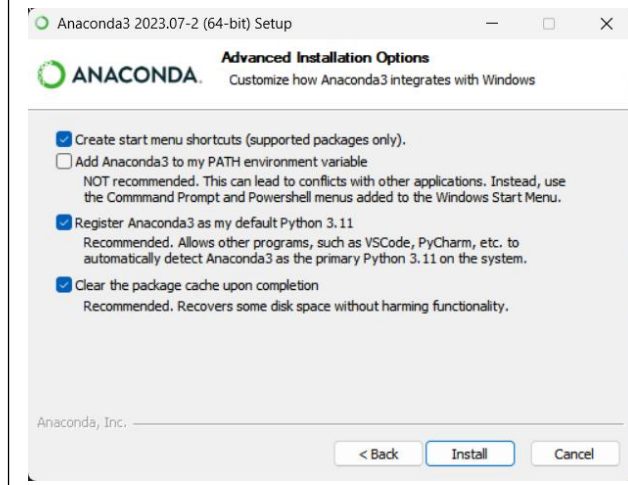 Anaconda3 2023.07-2 (64-bit) Setup
ANACONDA.
Advanced Installation Options
Customize how Anaconda3 integrates with Windows
Create start menu shortcuts (supported packages only).
Add Anaconda3 to my PATH environment variable
NOT recommended. This can lead to conflicts with other applications. Instead, use
the Commmand Prompt and Powershell menus added to the Windows Start Menu.
Register Anaconda3 as my default Python 3.11
Recommended. Allows other programs, such as VSCode, PyCharm, etc. to
automatically detect Anaconda3 as the primary Python 3.11 on the system.
Clear the package cache upon completion
Recommended. Recovers some disk space without harming functionality.
Anaconda, Inc.
< Back Install Cancel